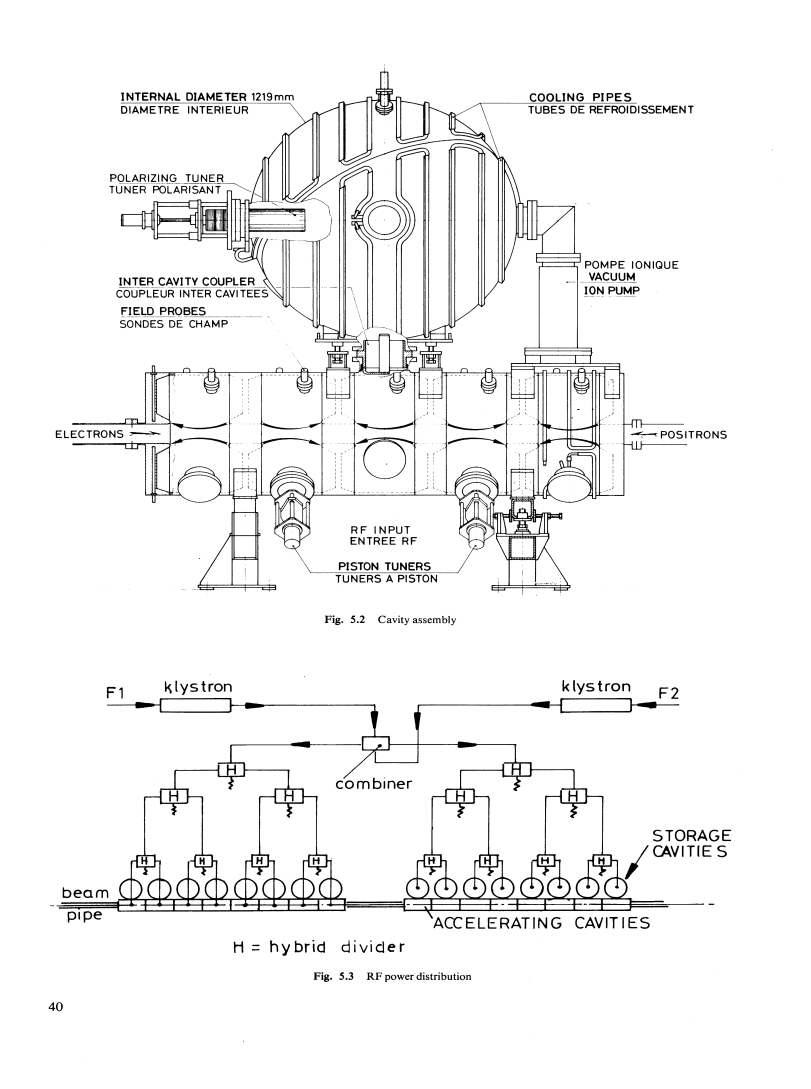 INTERNAL DIAMETER 1219mm
DIAMETRE INTERIEUR
COOLING PIPES
TUBES DE REFROIDISSEMENT
POLARIZING TUNER
TUNER POLARISANT
POMPE IONIQUE
VACUUM
ION PUMP
INTER CAVITY COUPLER
COUPLEUR INTER CAVITEES
FIELD PROBES
SONDES DE CHAMP
ELECTRONS
POSITRONS
RF INPUT
ENTREE RF
PISTON TUNERS
TUNERS A PISTON
Fig. 5.2 Cavity assembly
F1
klystron
klystron
F2
combiner
H
H
H
H
H
H
H
H
H
H
H
H
H
H
STORAGE
CAVITIES
beam
pipe
ACCELERATING CAVITIES
H = hybrid divider
Fig. 5.3 RF power distribution
40